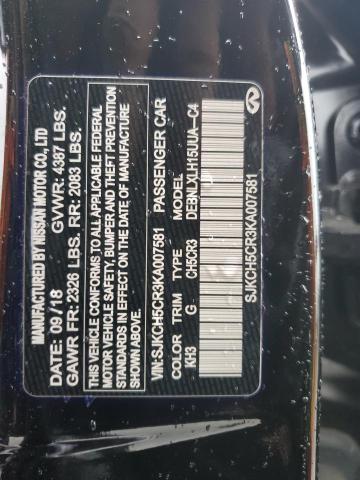 MANUFACTURED BY NISSAN MOTOR CO., LTD
DATE: 09/18 GVWR: 4387 LBS.
GAWR FR: 2326 LBS. RR: 2083 LBS.
THIS VEHICLE CONFORMS TO ALL APPLICABLE FEDERAL
MOTOR VEHICLE SAFETY, BUMPER AND THEFT PREVENTION
STANDARDS IN EFFECT ON THE DATE OF MANUFACTURE
SHOWN ABOVE.
VIN:SJKCH5CR3KA007581 PASSENGER CAR
COLOR TRIM TYPE MODEL
KH3 G CH5CR3 DEBNLXLH15JUA-C4
SJKCH5CR3KA007581